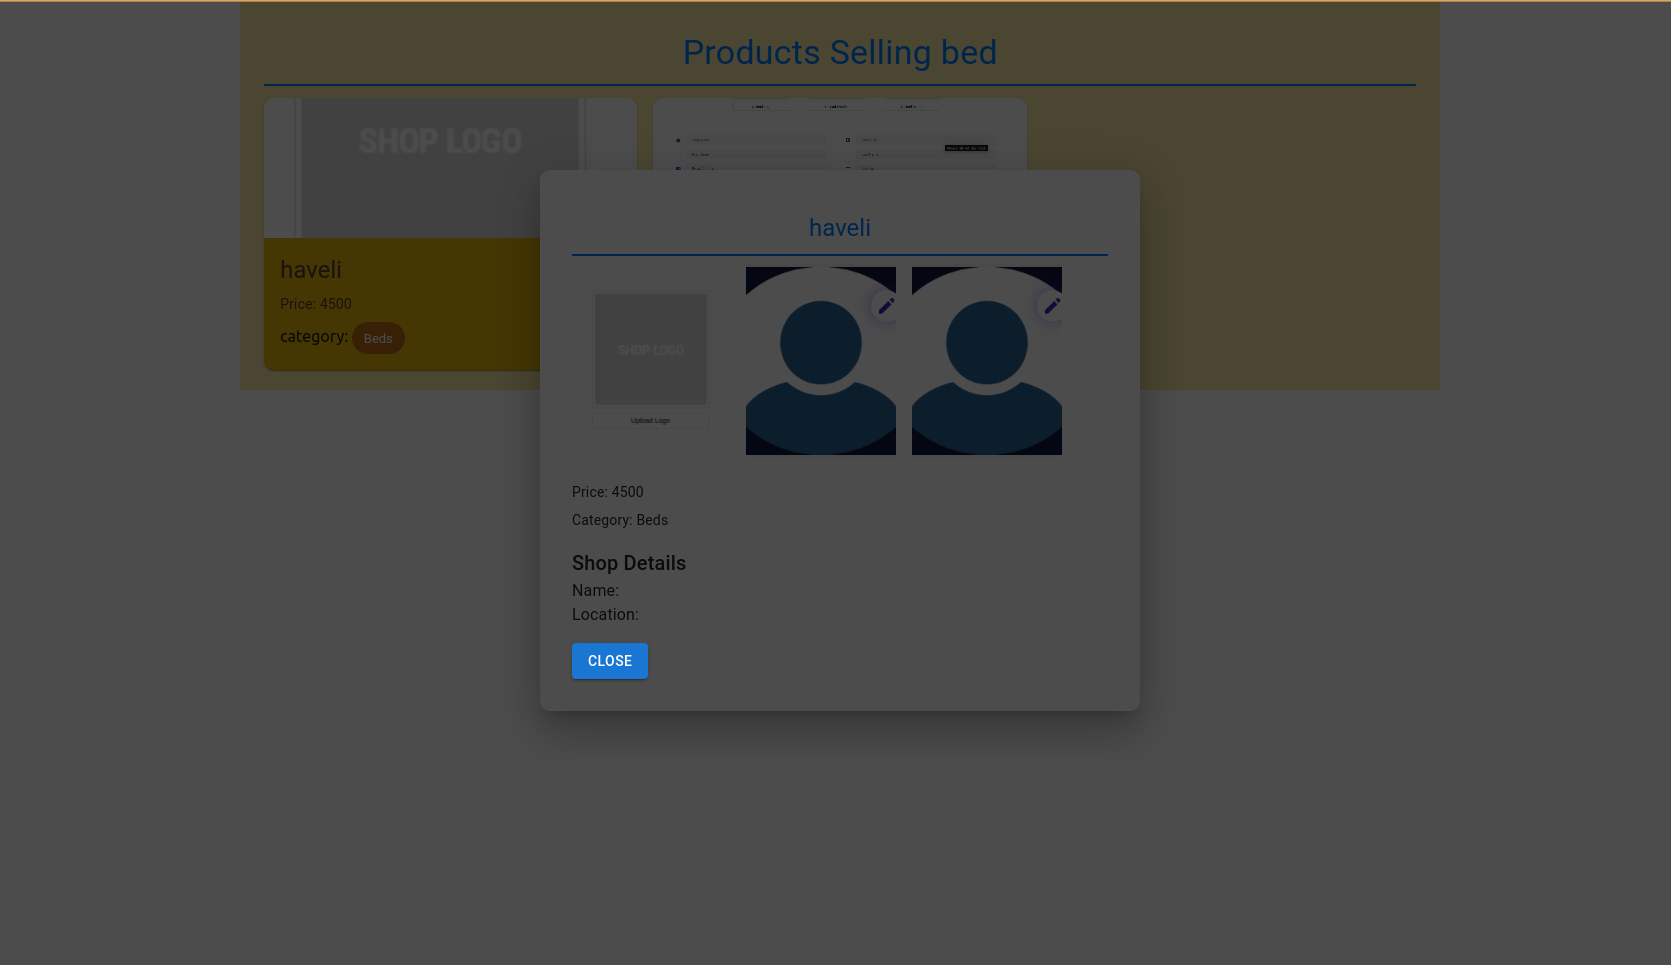 Products Selling bed
SHOP LOGO
haveli
Price: 4500
category: Beds
haveli
SHOP LOGO
Upload Logo
Price: 4500
Category: Beds
Shop Details
Name:
Location:
CLOSE